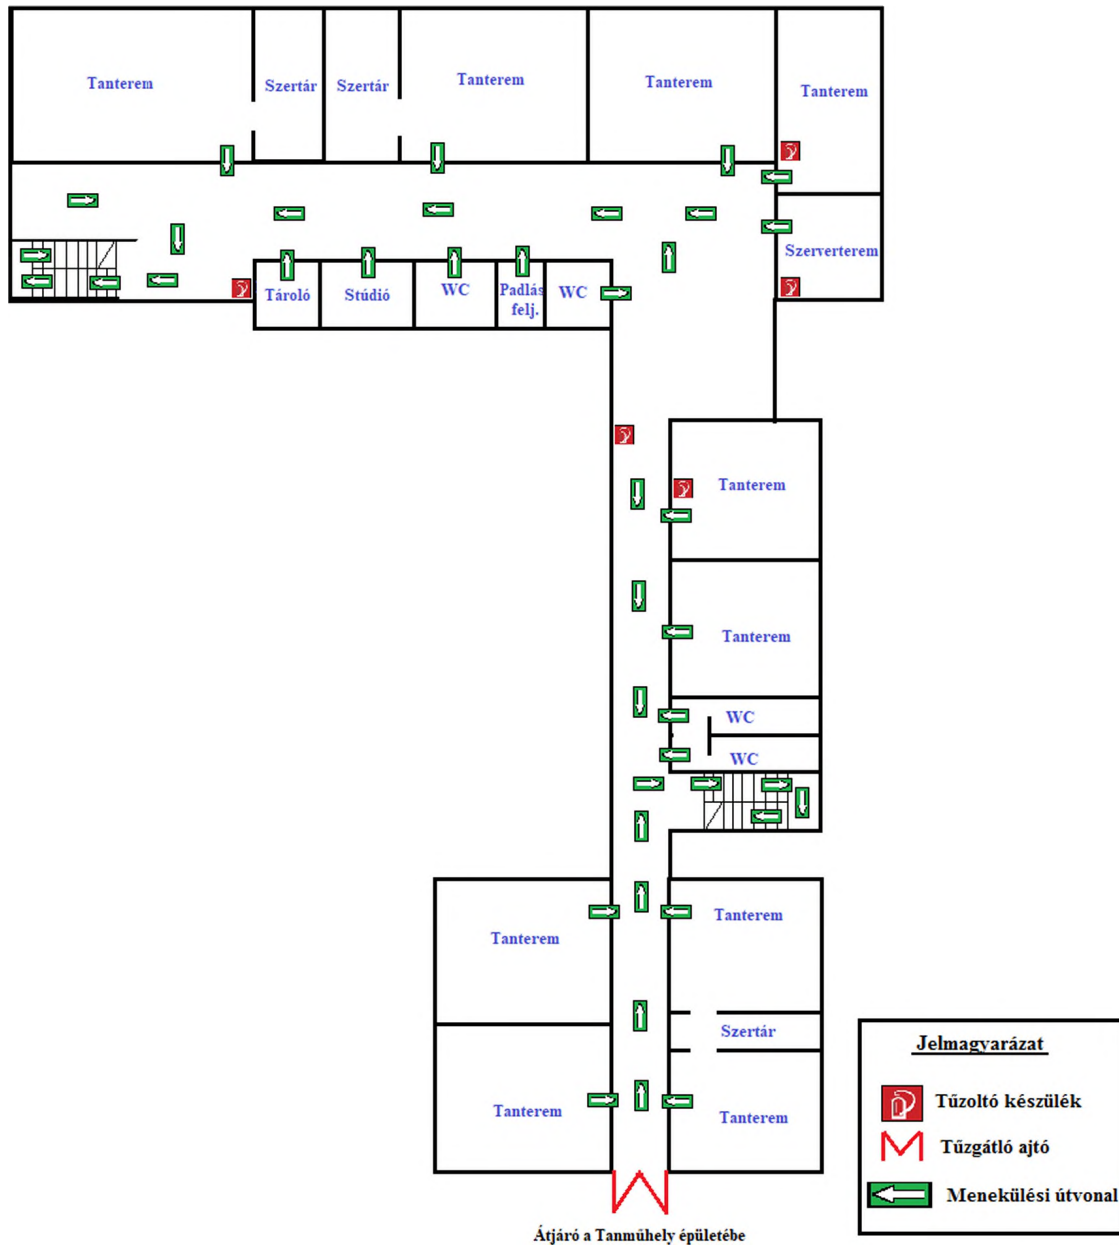 Tanterem
Szertár
Szertár
Tanterem
Tanterem
Tanterem
Szerverterem
Tároló
Stúdió
WC
Padlás
felj.
WC
Tanterem
Tanterem
WC
WC
Tanterem
Tanterem
Szertár
Tanterem
Tanterem
Jelmagyarázat
Tűzoltó készülék
Tűzgátló ajtó
Menekülési útvonal
Átjáró a Tanműhely épületébe